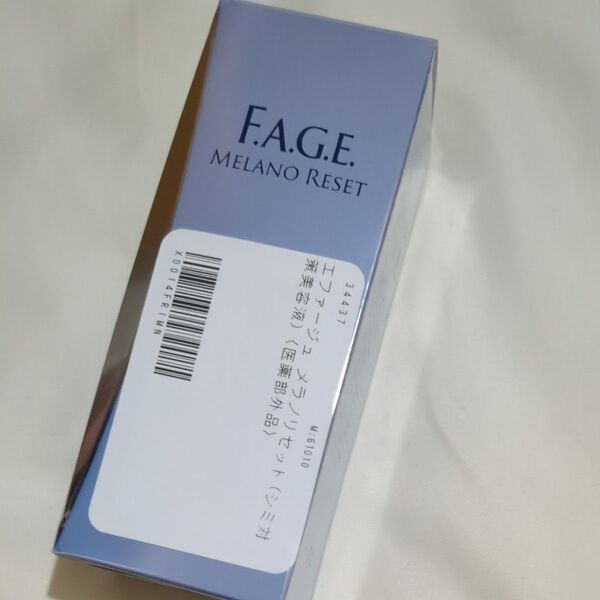 F.A.G.E.
MELANO RESET
34437
M:61010
エファージュ メラノリセット（シミ対
策美容液）〈医薬部外品〉
X0014FRIMN